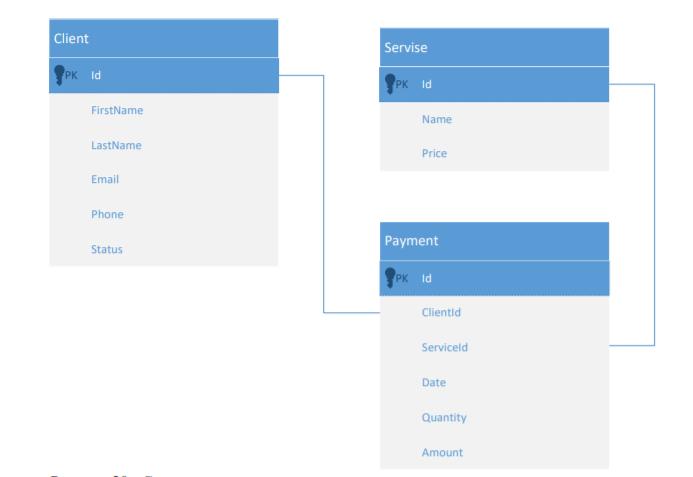 Client
PK Id
FirstName
LastName
Email
Phone
Status
Servise
PK Id
Name
Price
Payment
PK Id
ClientId
ServiceId
Date
Quantity
Amount